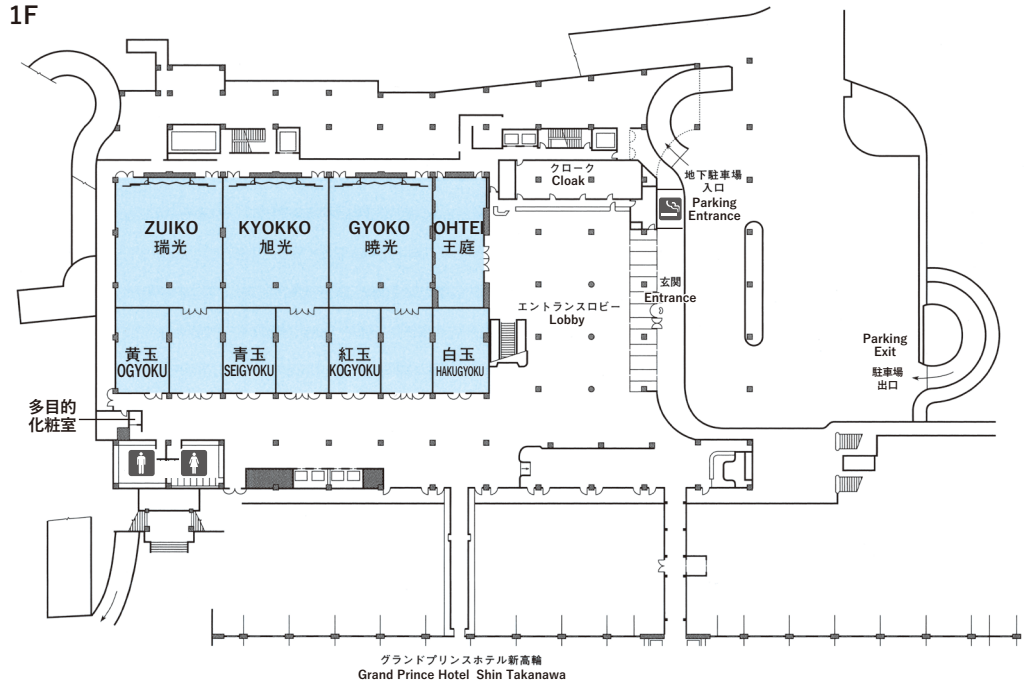 1F
クローク
Cloak
地下駐車場
入口
Parking
Entrance
ZUIKO
瑞光
KYOKKO
旭光
GYOKO
暁光
OHTEI
王庭
玄関
Entrance
エントランスロビー
Lobby
黄玉
OGYOKU
青玉
SEIGYOKU
紅玉
KOGYOKU
白玉
HAKUGYOKU
Parking
Exit
駐車場
出口
多目的
化粧室
グランドプリンスホテル新高輪
Grand Prince Hotel Shin Takanawa